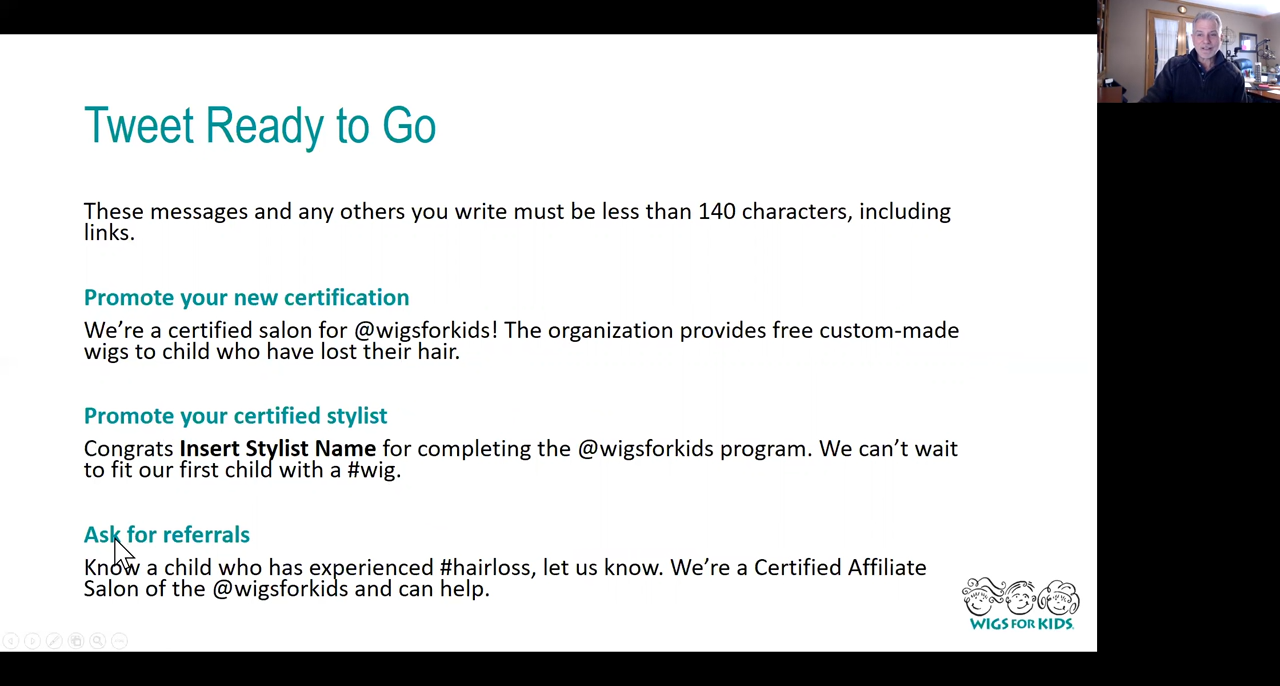 Tweet Ready to Go
These messages and any others you write must be less than 140 characters, including
links.
Promote your new certification
We’re a certified salon for @wigsforkids! The organization provides free custom-made
wigs to child who have lost their hair.
Promote your certified stylist
Congrats Insert Stylist Name for completing the @wigsforkids program. We can’t wait
to fit our first child with a #wig.
Ask for referrals
Know a child who has experienced #hairloss, let us know. We’re a Certified Affiliate
Salon of the @wigsforkids and can help.
WIGS FOR KIDS.